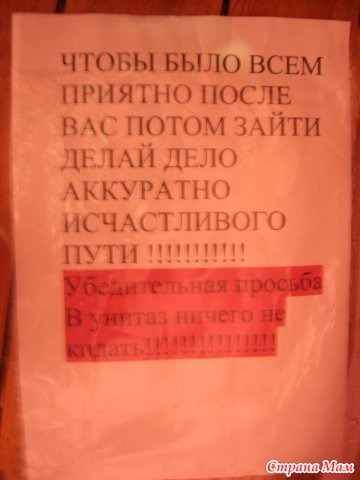 ЧТОБЫ БЫЛО ВСЕМ
ПРИЯТНО ПОСЛЕ
ВАС ПОТОМ ЗАЙТИ
ДЕЛАЙ ДЕЛО
АККУРАТНО
ИСЧАСТЛИВОГО
ПУТИ !!!!!!!!!!!
Убедительная просьба
В унитаз ничего не
кидать!!!!!!!!!!!!!!!!
Страна Мам